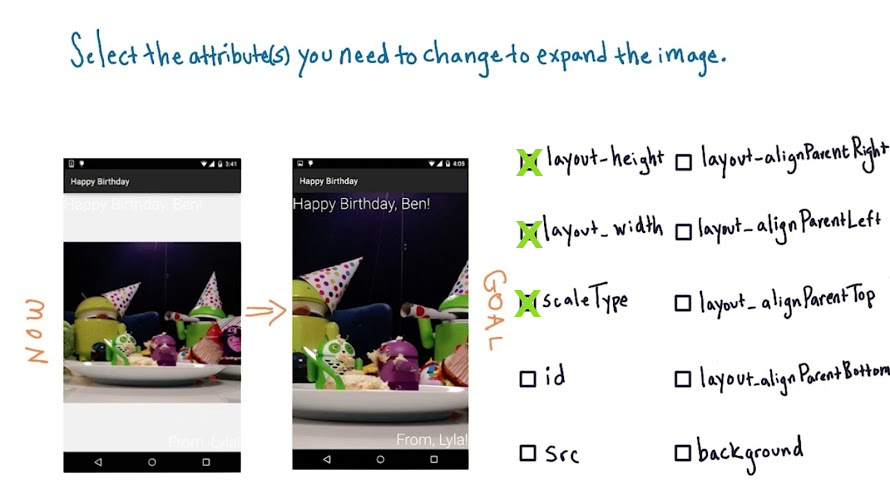 Select the attribute(s) you need to change to expand the image.
3:41
Happy Birthday
Happy Birthday, Ben!
From, Lyla!
NOW
4:05
Happy Birthday
Happy Birthday, Ben!
From, Lyla!
GOAL
layout-height
layout_width
scaleType
id
src
layout-alignParentRight
layout_alignParentLeft
layout_alignParentTop
layout_alignParentBottom
background